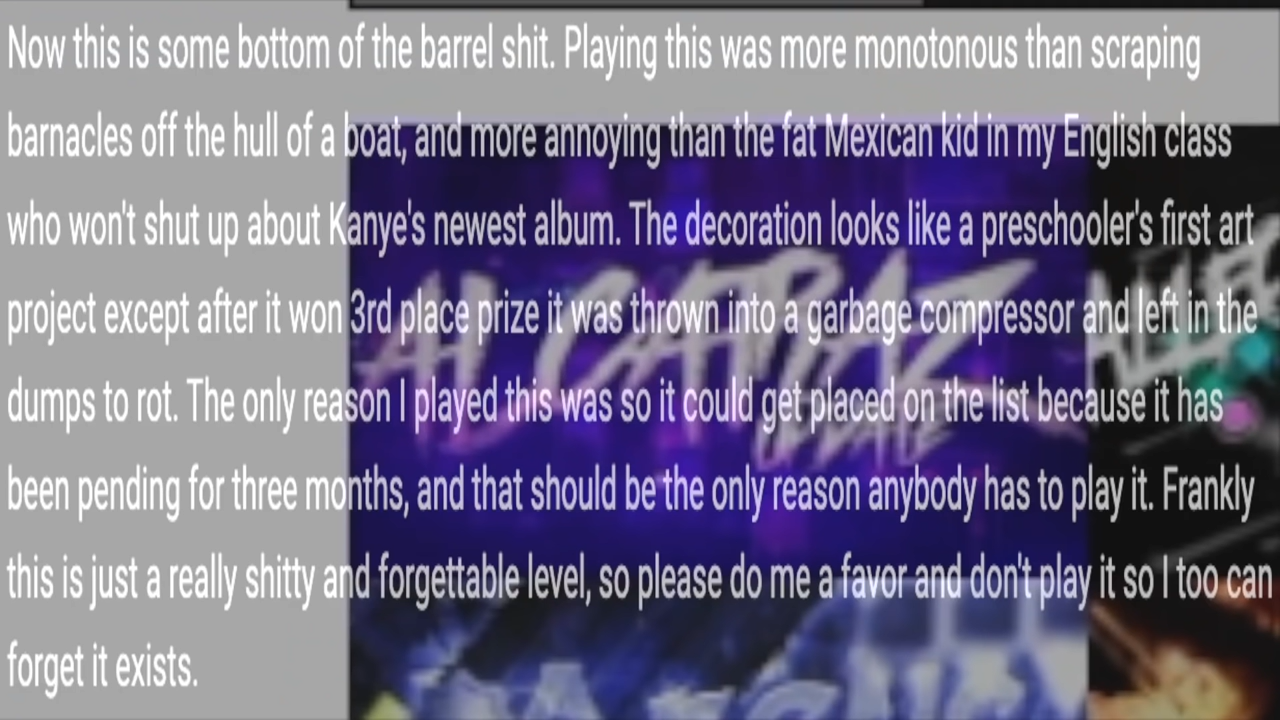 Now this is some bottom of the barrel shit. Playing this was more monotonous than scraping
barnacles off the hull of a boat, and more annoying than the fat Mexican kid in my English class
who won't shut up about Kanye's newest album. The decoration looks like a preschooler's first art
project except after it won 3rd place prize it was thrown into a garbage compressor and left in the
dumps to rot. The only reason I played this was so it could get placed on the list because it has
been pending for three months, and that should be the only reason anybody has to play it. Frankly
this is just a really shitty and forgettable level, so please do me a favor and don't play it so I too can
forget it exists.
ALCATRAZ